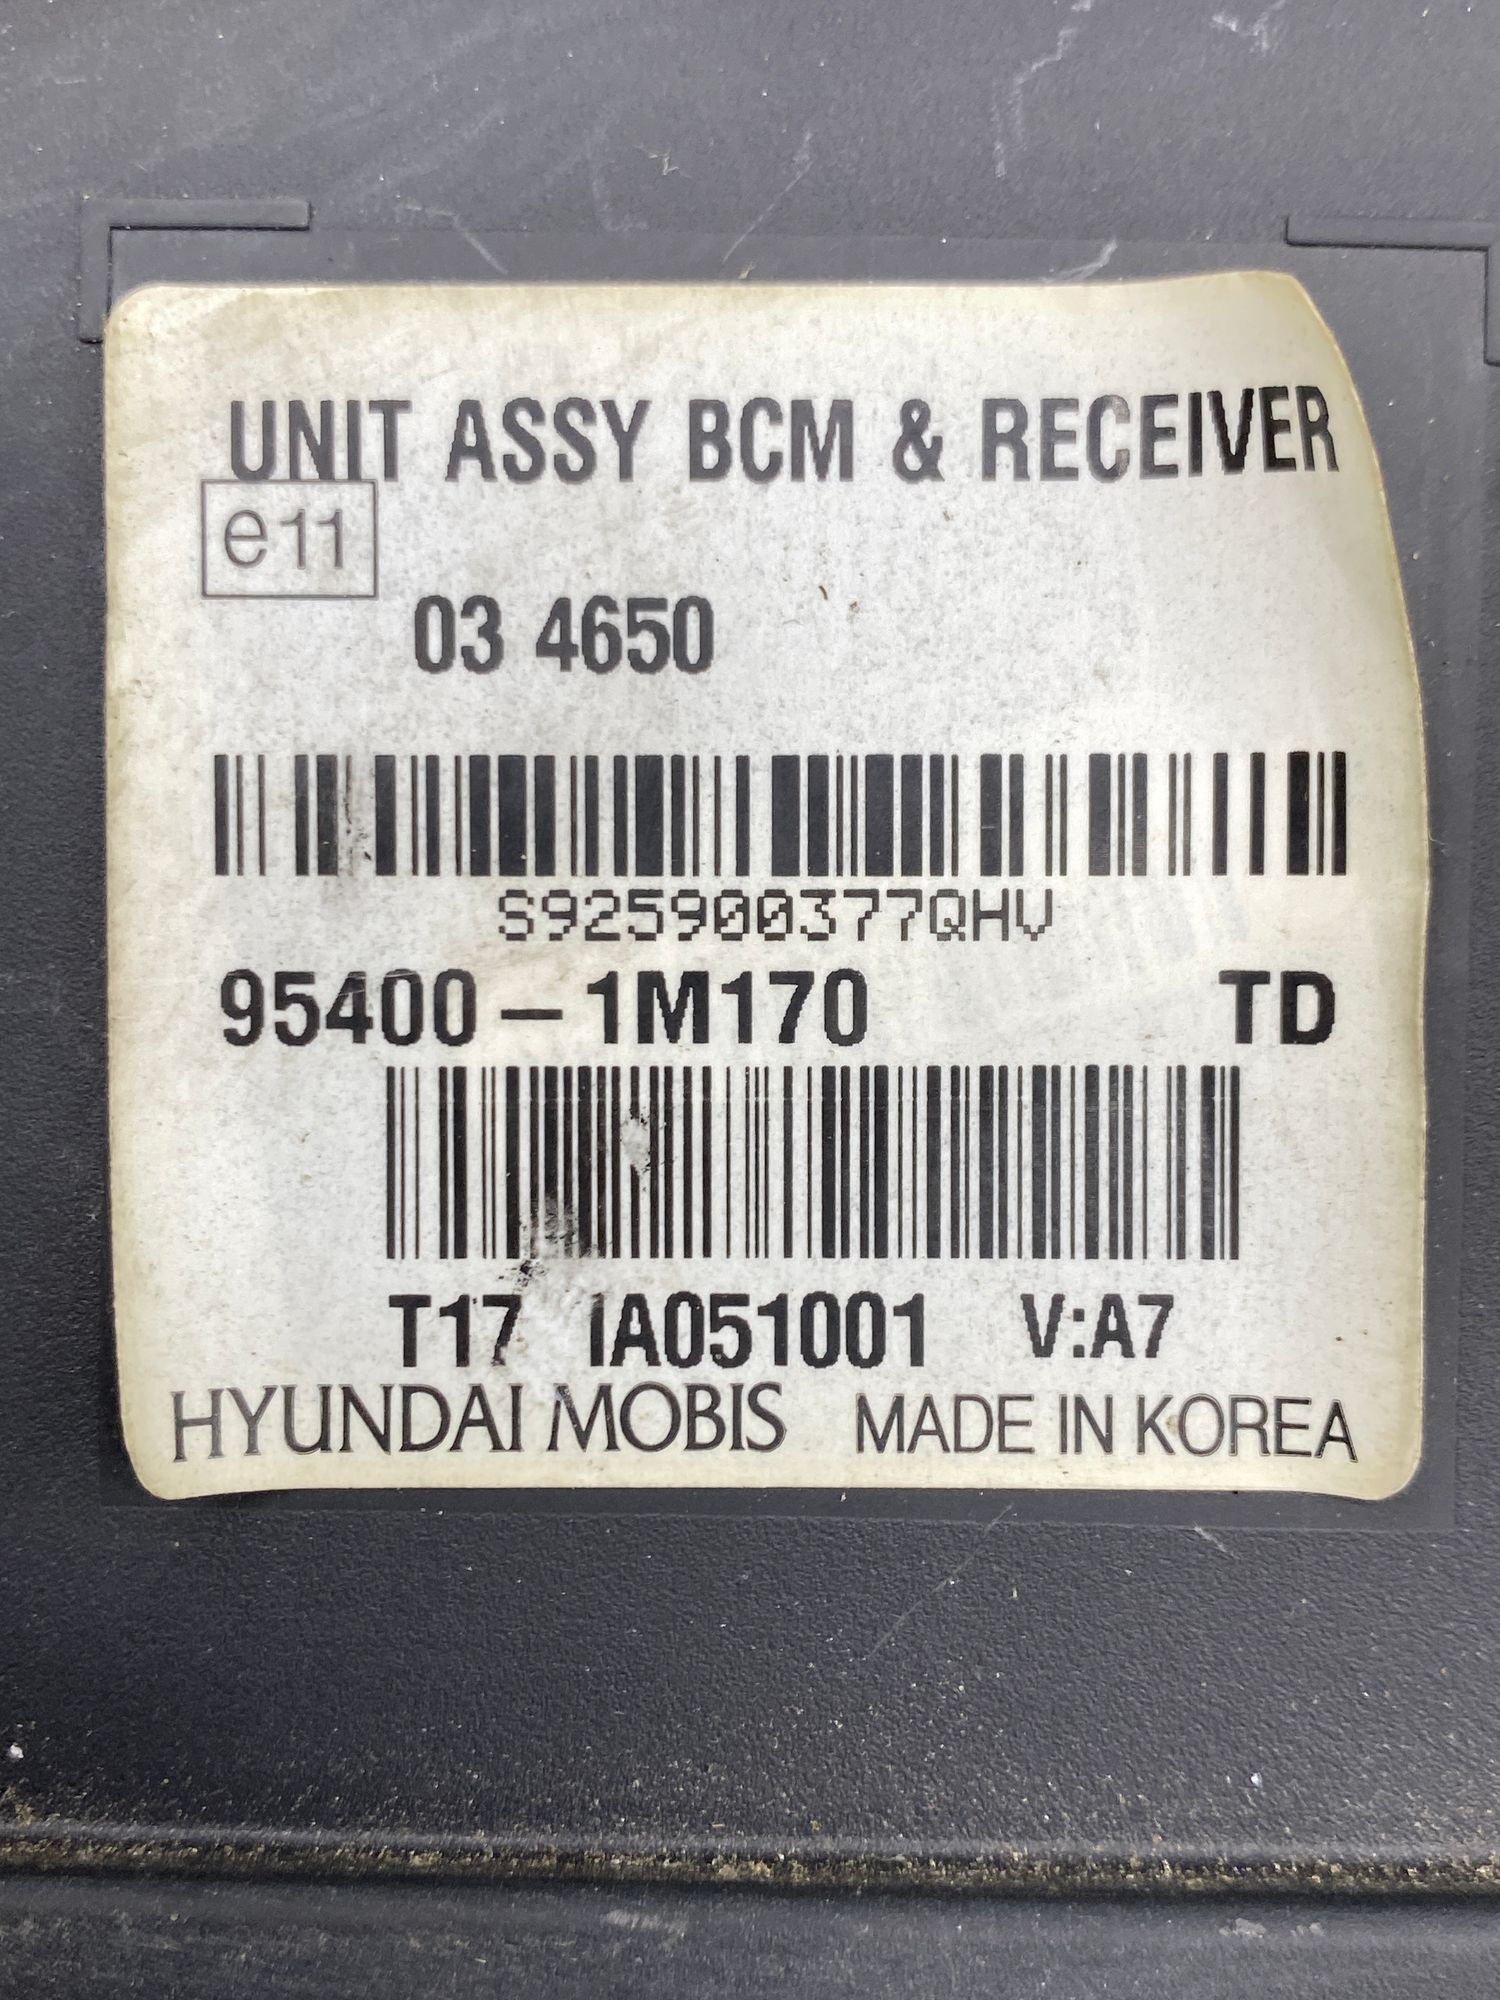 UNIT ASSY BCM & RECEIVER
e11
03 4650
S925900377QHV
95400-1M170 TD
T17 IA051001 V:A7
HYUNDAI MOBIS MADE IN KOREA